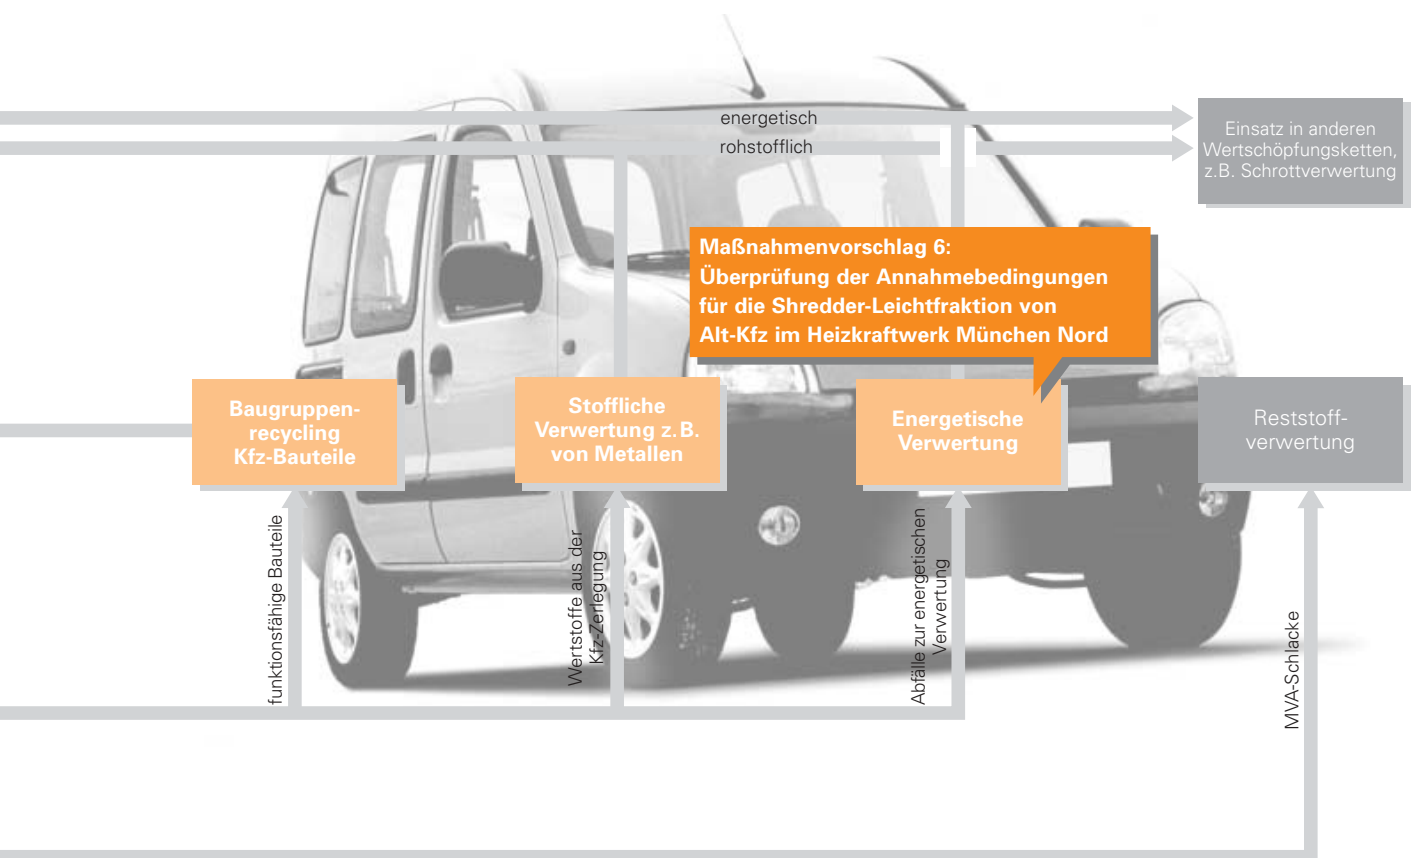 energetisch
rohstofflich
Einsatz in anderen
Wertschöpfungsketten,
z.B. Schrottverwertung
Maßnahmenvorschlag 6:
Überprüfung der Annahmebedingungen
für die Shredder-Leichtfraktion von
Alt-Kfz im Heizkraftwerk München Nord
Baugruppen-
recycling
Kfz-Bauteile
Stoffliche
Verwertung z.B.
von Metallen
Energetische
Verwertung
Reststoff-
verwertung
funktionsfähige Bauteile
Wertstoffe aus der
Kfz-Zerlegung
Abfälle zur energetischen
Verwertung
MVA-Schlacke